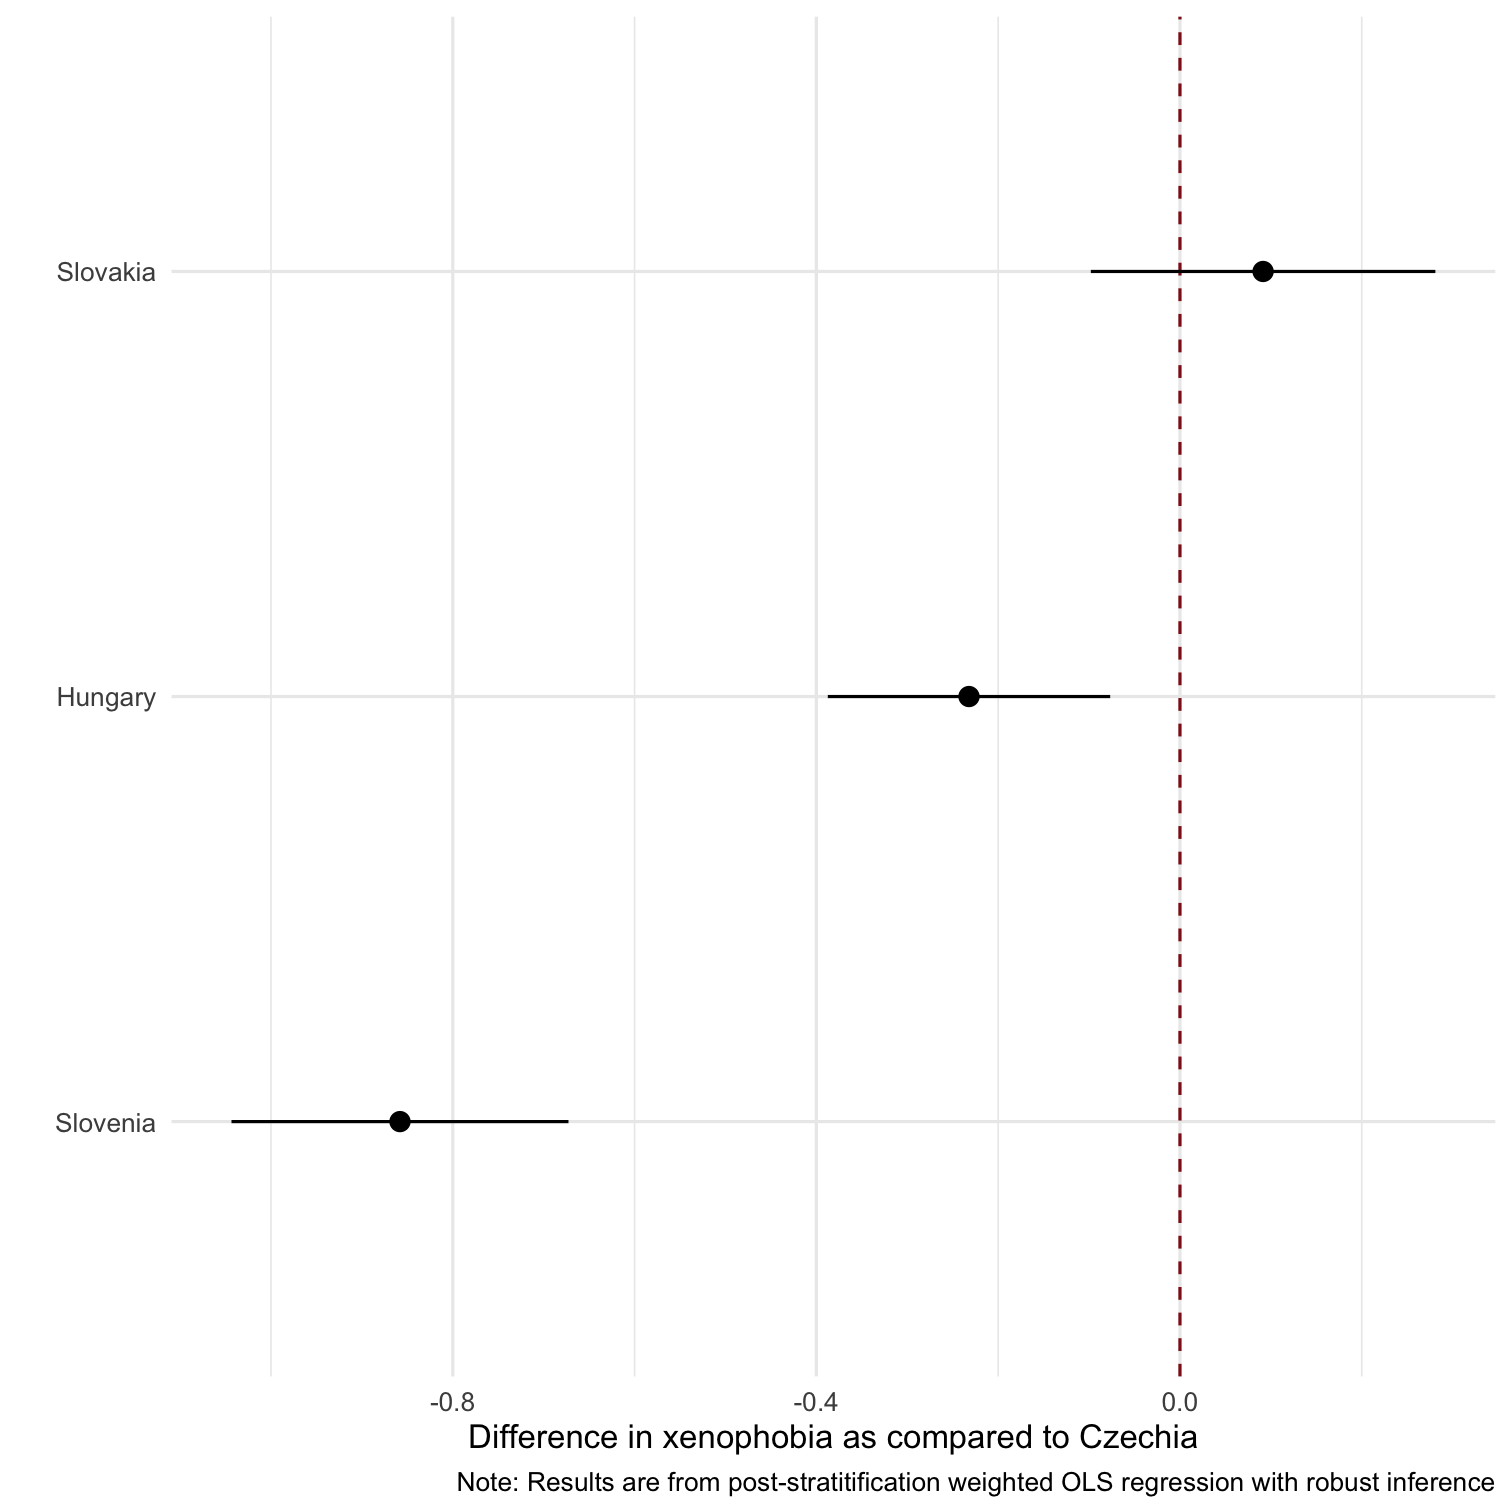 Slovakia
Hungary
Slovenia
-0.8 -0.4 0.0
Difference in xenophobia as compared to Czechia
Note: Results are from post-stratitification weighted OLS regression with robust inference